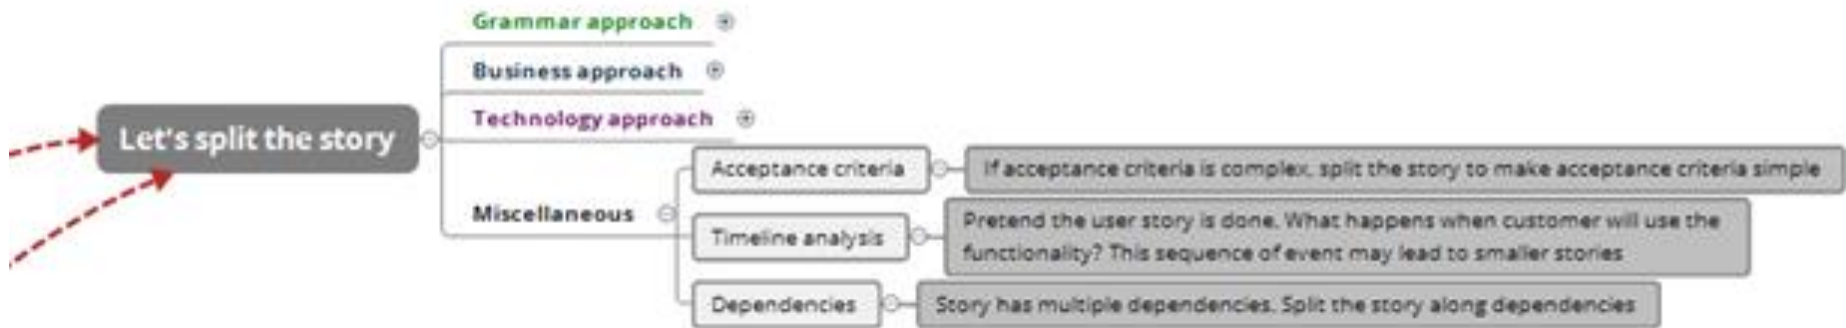 Grammar approach
Business approach
Technology approach
Let's split the story
Acceptance criteria
If acceptance criteria is complex, split the story to make acceptance criteria simple
Miscellaneous
Timeline analysis
Pretend the user story is done. What happens when customer will use the
functionality? This sequence of event may lead to smaller stories
Dependencies
Story has multiple dependencies. Split the story along dependencies